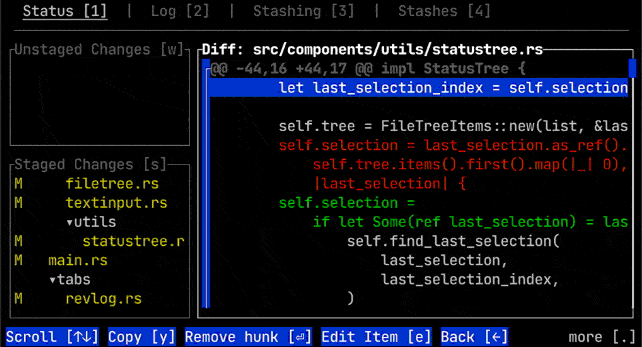 Status [1] | Log [2] | Stashing [3] | Stashes [4]
Unstaged Changes [w]
Staged Changes [s]
M filetree.rs
M textinput.rs
▾utils
M statustree.r
M main.rs
▾tabs
M revlog.rs
Diff: src/components/utils/statustree.rs
@@ -44,16 +44,17 @@ impl StatusTree {
let last_selection_index = self.selection
self.tree = FileTreeItems::new(list, &las
self.selection = last_selection.as_ref().
self.tree.items().first().map(|_| 0),
|last_selection| {
self.selection =
if let Some(ref last_selection) = las
self.find_last_selection(
last_selection,
last_selection_index,
)
Scroll [↑↓] Copy [y] Remove hunk [⏎] Edit Item [e] Back [←] more [.]